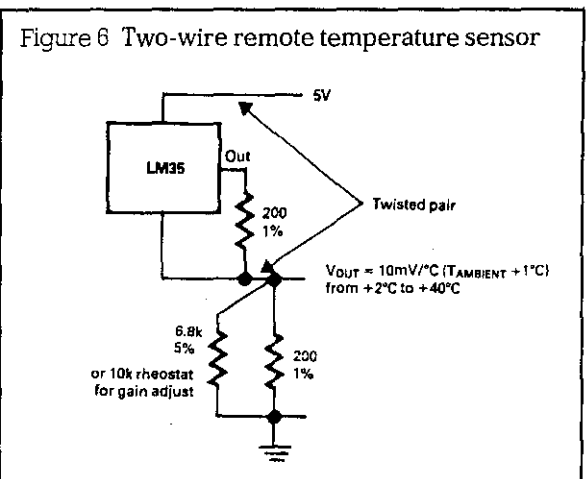 Figure 6 Two-wire remote temperature sensor
5V
LM35
Out
200
1%
Twisted pair
VOUT = 10mV/°C (TAMBIENT +1°C)
from +2°C to +40°C
6.8k
5%
or 10k rheostat
for gain adjust
200
1%